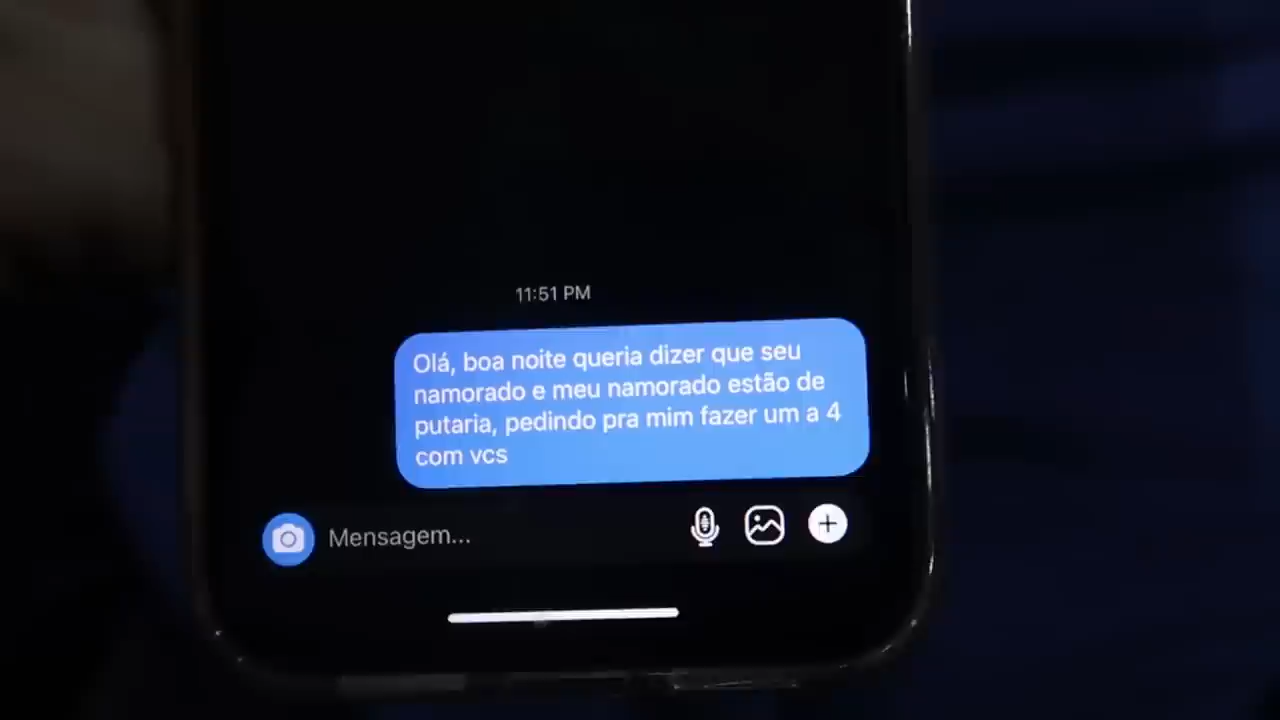 11:51 PM
Olá, boa noite queria dizer que seu
namorado e meu namorado estão de
putaria, pedindo pra mim fazer um a 4
com vcs
Mensagem...